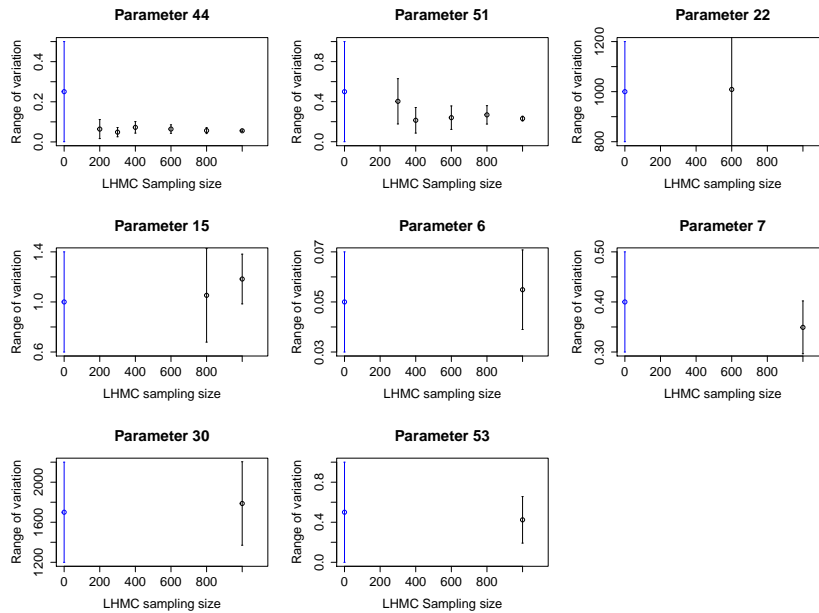 Parameter 44
Range of variation
0.0 0.2 0.4
0 200 400 600 800
LHMC Sampling size
Parameter 51
Range of variation
0.0 0.4 0.8
0 200 400 600 800
LHMC Sampling size
Parameter 22
Range of variation
800 1000 1200
0 200 400 600 800
LHMC Sampling size
Parameter 15
Range of variation
0.6 1.0 1.4
0 200 400 600 800
LHMC sampling size
Parameter 6
Range of variation
0.03 0.05 0.07
0 200 400 600 800
LHMC sampling size
Parameter 7
Range of variation
0.30 0.40 0.50
0 200 400 600 800
LHMC sampling size
Parameter 30
Range of variation
1200 1600 2000
0 200 400 600 800
LHMC sampling size
Parameter 53
Range of variation
0.0 0.4 0.8
0 200 400 600 800
LHMC Sampling size